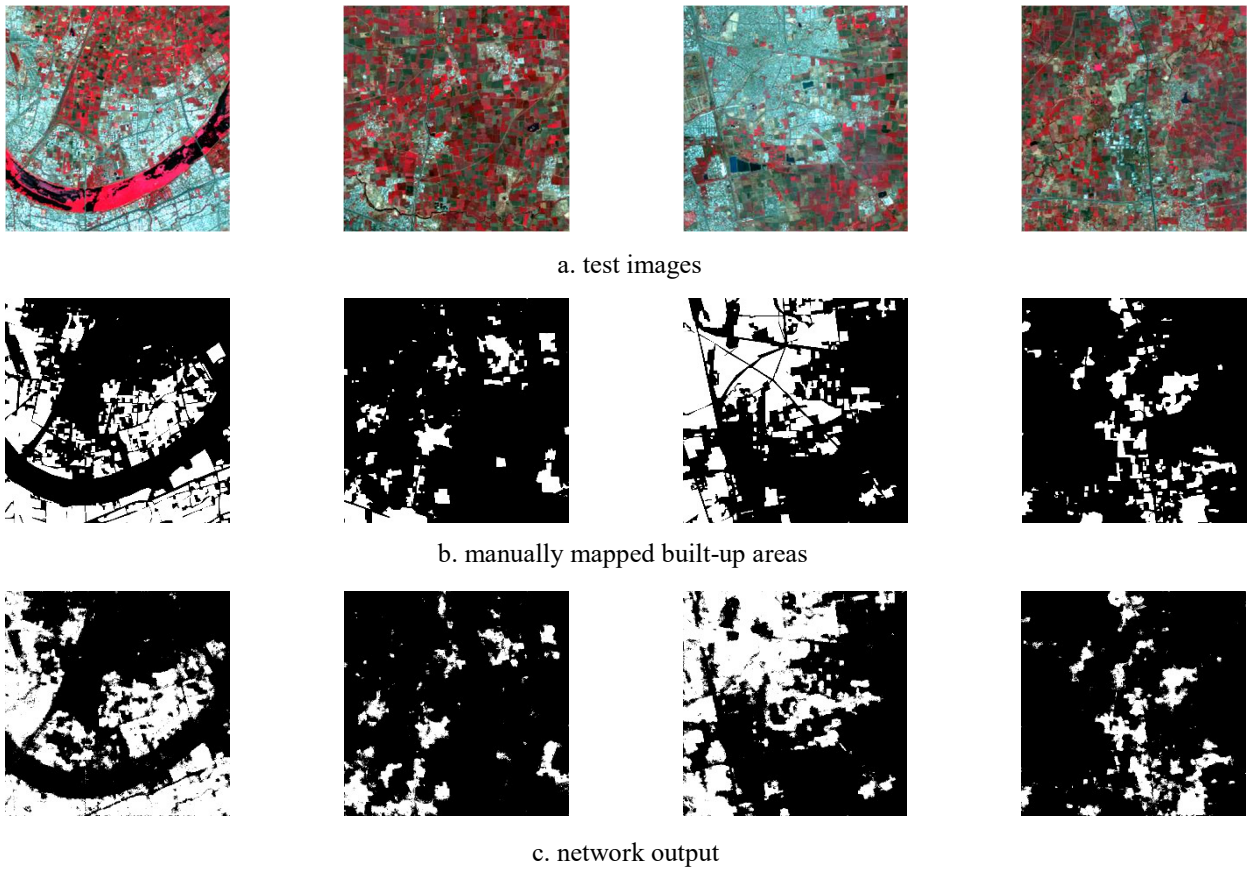 a. test images
b. manually mapped built-up areas
c. network output